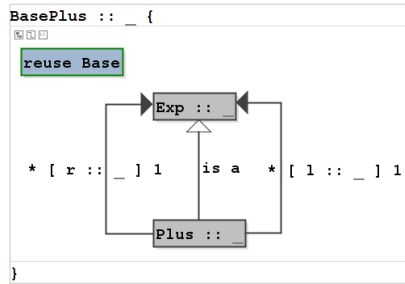 BasePlus :: _ {
reuse Base
Exp :: _
* [ r :: _ ] 1
is a
* [ l :: _ ] 1
Plus :: _
}